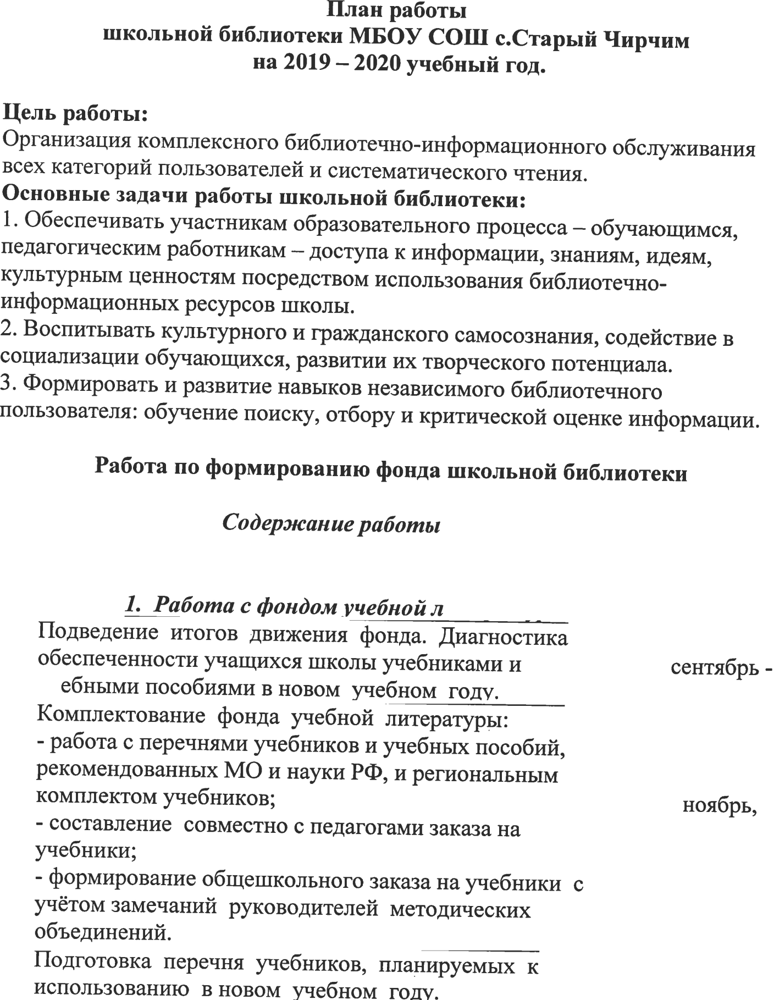 План работы
школьной библиотеки МБОУ СОШ с.Старый Чирчим
на 2019 – 2020 учебный год.
Цель работы:
Организация комплексного библиотечно-информационного обслуживания
всех категорий пользователей и систематического чтения.
Основные задачи работы школьной библиотеки:
1. Обеспечивать участникам образовательного процесса – обучающимся,
педагогическим работникам – доступа к информации, знаниям, идеям,
культурным ценностям посредством использования библиотечно-
информационных ресурсов школы.
2. Воспитывать культурного и гражданского самосознания, содействие в
социализации обучающихся, развитии их творческого потенциала.
3. Формировать и развитие навыков независимого библиотечного
пользователя: обучение поиску, отбору и критической оценке информации.
Работа по формированию фонда школьной библиотеки
Содержание работы
1. Работа с фондом учебной л
Подведение итогов движения фонда. Диагностика
обеспеченности учащихся школы учебниками и
сентябрь -
ебными пособиями в новом учебном году.
Комплектование фонда учебной литературы:
- работа с перечнями учебников и учебных пособий,
рекомендованных МО и науки РФ, и региональным
комплектом учебников;
ноябрь,
- составление совместно с педагогами заказа на
учебники;
- формирование общешкольного заказа на учебники с
учётом замечаний руководителей методических
объединений.
Подготовка перечня учебников, планируемых к
использованию в новом учебном году.